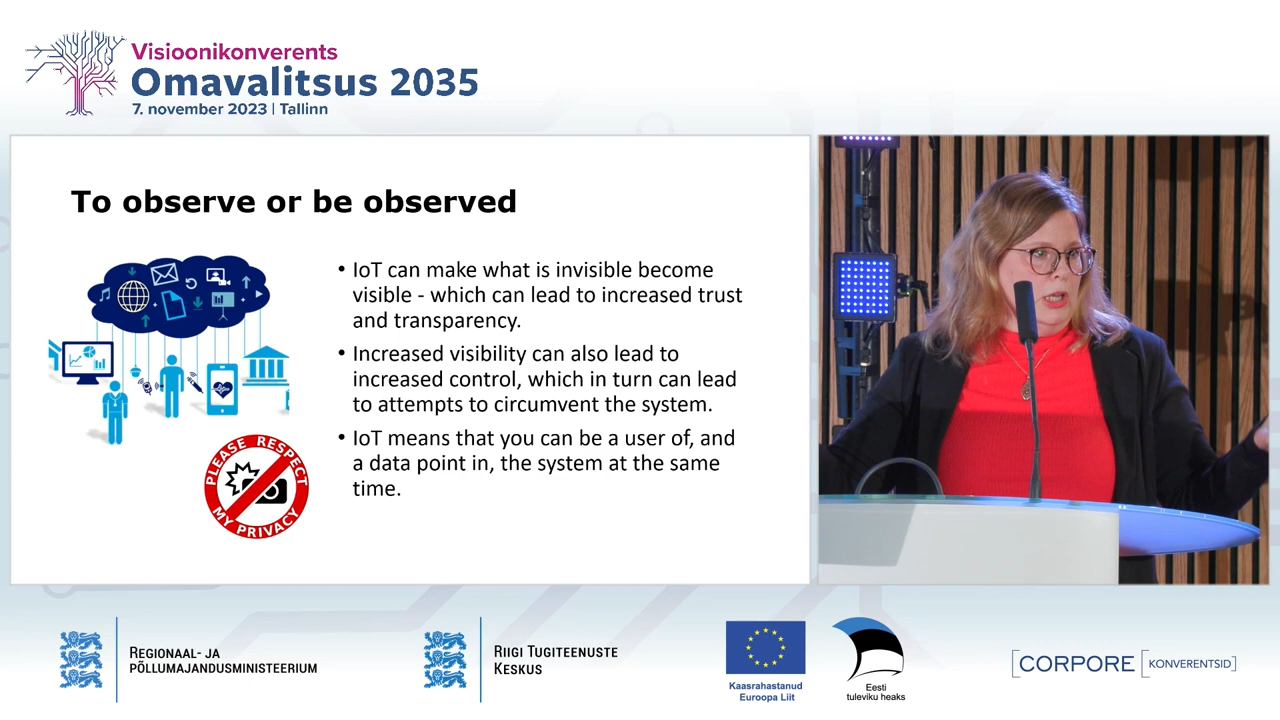 Visioonikonverents
Omavalitsus 2035
7. november 2023 | Tallinn
To observe or be observed
• IoT can make what is invisible become
visible - which can lead to increased trust
and transparency.
• Increased visibility can also lead to
increased control, which in turn can lead
to attempts to circumvent the system.
• IoT means that you can be a user of, and
a data point in, the system at the same
time.
PLEASE RESPECT
MY PRIVACY
REGIONAAL- JA
PÕLLUMAJANDUSMINISTEERIUM
RIIGI TUGITEENUSTE
KESKUS
Kaasrahastanud
Euroopa Liit
Eesti
tuleviku heaks
[CORPORE] [KONVERENTSID]